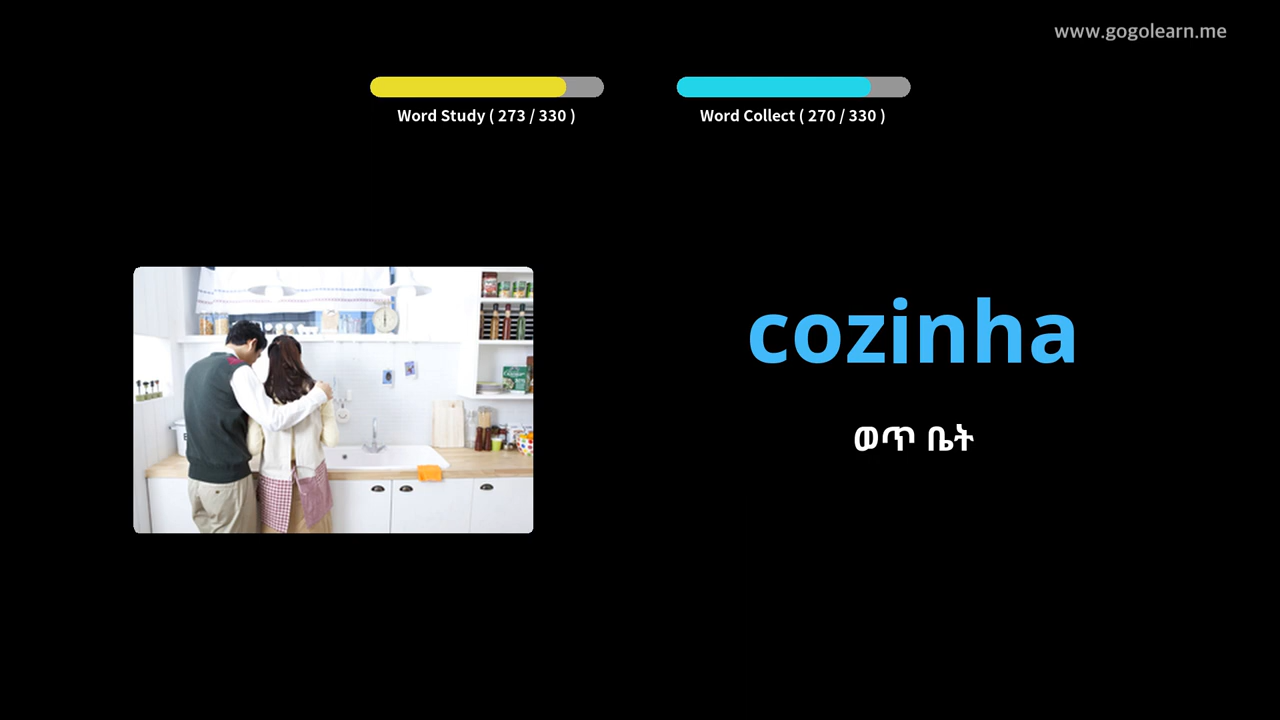 www.gogolearn.me
Word Study ( 273 / 330 )
Word Collect ( 270 / 330 )
cozinha
ወጥ ቤት